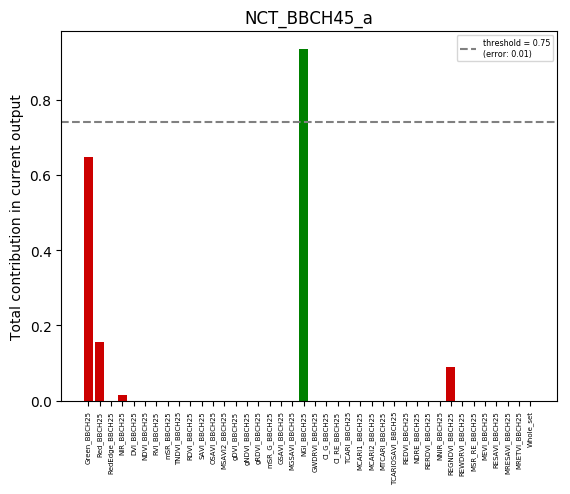 NCT_BBCH45_a
threshold = 0.75
(error: 0.01)
Total contribution in current output
0.8
0.6
0.4
0.2
0.0
Green_BBCH25
Red_BBCH25
RedEdge_BBCH25
NIR_BBCH25
DVI_BBCH25
NDVI_BBCH25
RVI_BBCH25
mSR_BBCH25
TNDVI_BBCH25
RDVI_BBCH25
SAVI_BBCH25
OSAVI_BBCH25
MSAVI2_BBCH25
gDVI_BBCH25
gNDVI_BBCH25
gRDVI_BBCH25
mSR_G_BBCH25
GSAVI_BBCH25
MGSAVI_BBCH25
NGI_BBCH25
GWDRVI_BBCH25
CI_G_BBCH25
CI_RE_BBCH25
TCARI_BBCH25
MCARI1_BBCH25
MCARI2_BBCH25
MTCARI_BBCH25
TCARIOSAVI_BBCH25
REDVI_BBCH25
NDRE_BBCH25
RERDVI_BBCH25
NNIR_BBCH25
REGNDVI_BBCH25
REWDRVI_BBCH25
MSR_RE_BBCH25
MEVI_BBCH25
RESAVI_BBCH25
MRESAVI_BBCH25
MRETVI_BBCH25
Whole_set